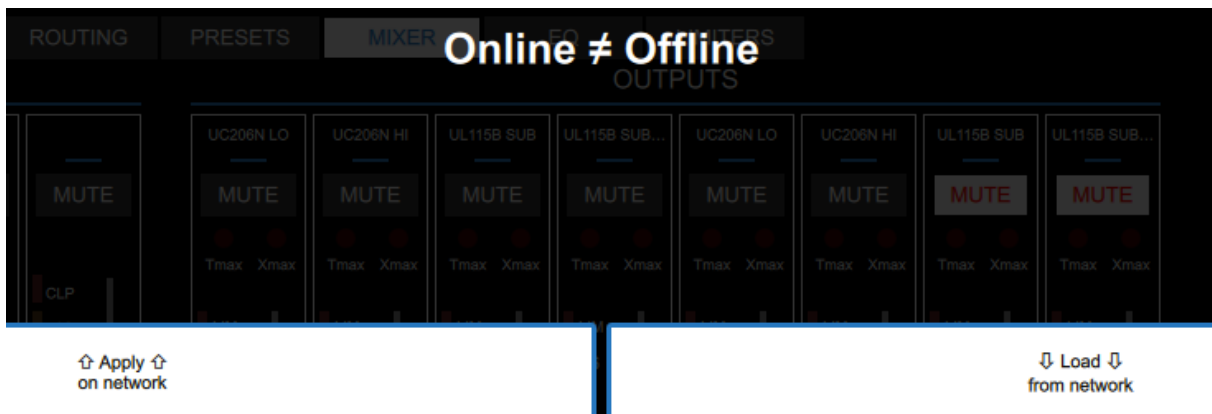 ROUTING PRESETS MIXER EQ LIMITERS
Online ≠ Offline
OUTPUTS
UC206N LO UC206N HI UL115B SUB UL115B SUB... UC206N LO UC206N HI UL115B SUB UL115B SUB...
MUTE MUTE MUTE MUTE MUTE MUTE MUTE MUTE MUTE
Tmax Xmax Tmax Xmax Tmax Xmax Tmax Xmax Tmax Xmax Tmax Xmax Tmax Xmax Tmax Xmax
CLP
⇧ Apply ⇧
on network
⇩ Load ⇩
from network